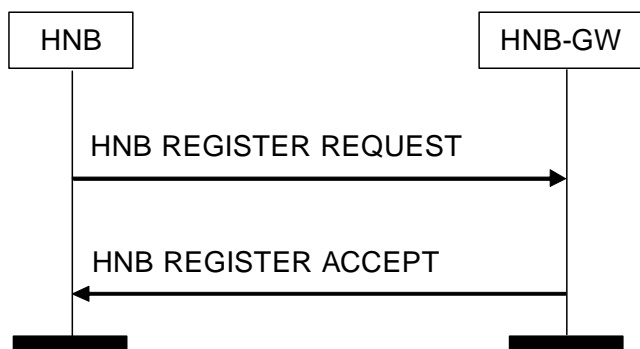 HNB
HNB-GW
HNB REGISTER REQUEST
HNB REGISTER ACCEPT